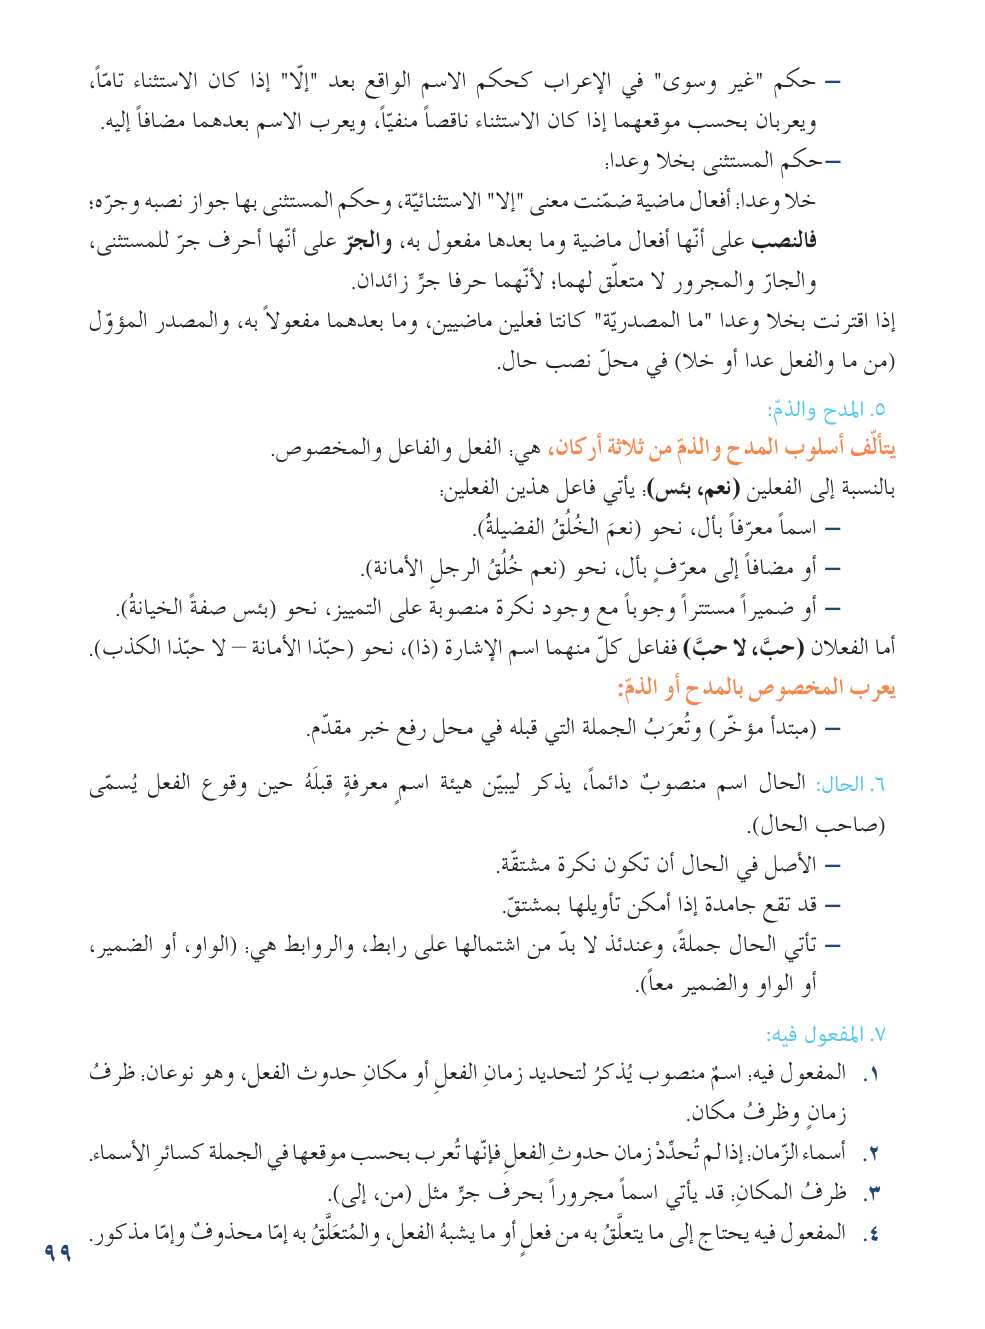 – حكم "غير وسوى" في الإعراب كحكم الاسم الواقع بعد "إلّا" إذا كان الاستثناء تامّاً،
ويعربان بحسب موقعهما إذا كان الاستثناء ناقصاً منفيّاً، ويعرب الاسم بعدهما مضافاً إليه.
– حكم المستثنى بخلا وعدا:
خلا وعدا: أفعال ماضية ضمّنت معنى "إلا" الاستثنائيّة، وحكم المستثنى بها جواز نصبه وجرّه؛
فالنصب على أنّها أفعال ماضية وما بعدها مفعول به، والجرّ على أنّها أحرف جرّ للمستثنى،
والجارّ والمجرور لا متعلّق لهما؛ لأنّهما حرفا جرٍّ زائدان.
إذا اقترنت بخلا وعدا "ما المصدريّة" كانتا فعلين ماضيين، وما بعدهما مفعولاً به، والمصدر المؤوّل
(من ما والفعل عدا أو خلا) في محلّ نصب حال.
٥. المدح والذمّ:
يتألّف أسلوب المدح والذمّ من ثلاثة أركان، هي: الفعل والفاعل والمخصوص.
بالنسبة إلى الفعلين (نعم، بئس): يأتي فاعل هذين الفعلين:
– اسماً معرّفاً بأل، نحو (نعمَ الخُلُقُ الفضيلةُ).
– أو مضافاً إلى معرّفٍ بأل، نحو (نعم خُلُقُ الرجلِ الأمانة).
– أو ضميراً مستتراً وجوباً مع وجود نكرة منصوبة على التمييز، نحو (بئس صفةً الخيانةُ).
أما الفعلان (حبَّ، لا حبَّ) ففاعل كلّ منهما اسم الإشارة (ذا)، نحو (حبّذا الأمانة – لا حبّذا الكذب).
يعرب المخصوص بالمدح أو الذمّ:
– (مبتدأ مؤخّر) وتُعرَبُ الجملة التي قبله في محل رفع خبر مقدّم.
٦. الحال: الحال اسم منصوبٌ دائماً، يذكر ليبيّن هيئة اسمٍ معرفةٍ قبلَهُ حين وقوع الفعل يُسمّى
(صاحب الحال).
– الأصل في الحال أن تكون نكرة مشتقّة.
– قد تقع جامدة إذا أمكن تأويلها بمشتقّ.
– تأتي الحال جملةً، وعندئذ لا بدّ من اشتمالها على رابط، والروابط هي: (الواو، أو الضمير،
أو الواو والضمير معاً).
٧. المفعول فيه:
١. المفعول فيه: اسمٌ منصوب يُذكرُ لتحديد زمانِ الفعلِ أو مكانِ حدوث الفعل، وهو نوعان: ظرفُ
زمانٍ وظرفُ مكان.
٢. أسماء الزّمان: إذا لم تُحدِّدْ زمان حدوثِ الفعلِ فإنّها تُعرب بحسب موقعها في الجملة كسائرِ الأسماء.
٣. ظرفُ المكانِ: قد يأتي اسماً مجروراً بحرف جرٍّ مثل (من، إلى).
٤. المفعول فيه يحتاج إلى ما يتعلَّقُ به من فعلٍ أو ما يشبهُ الفعل، والمُتعَلَّقُ به إمّا محذوفٌ وإمّا مذكور.
٩٩